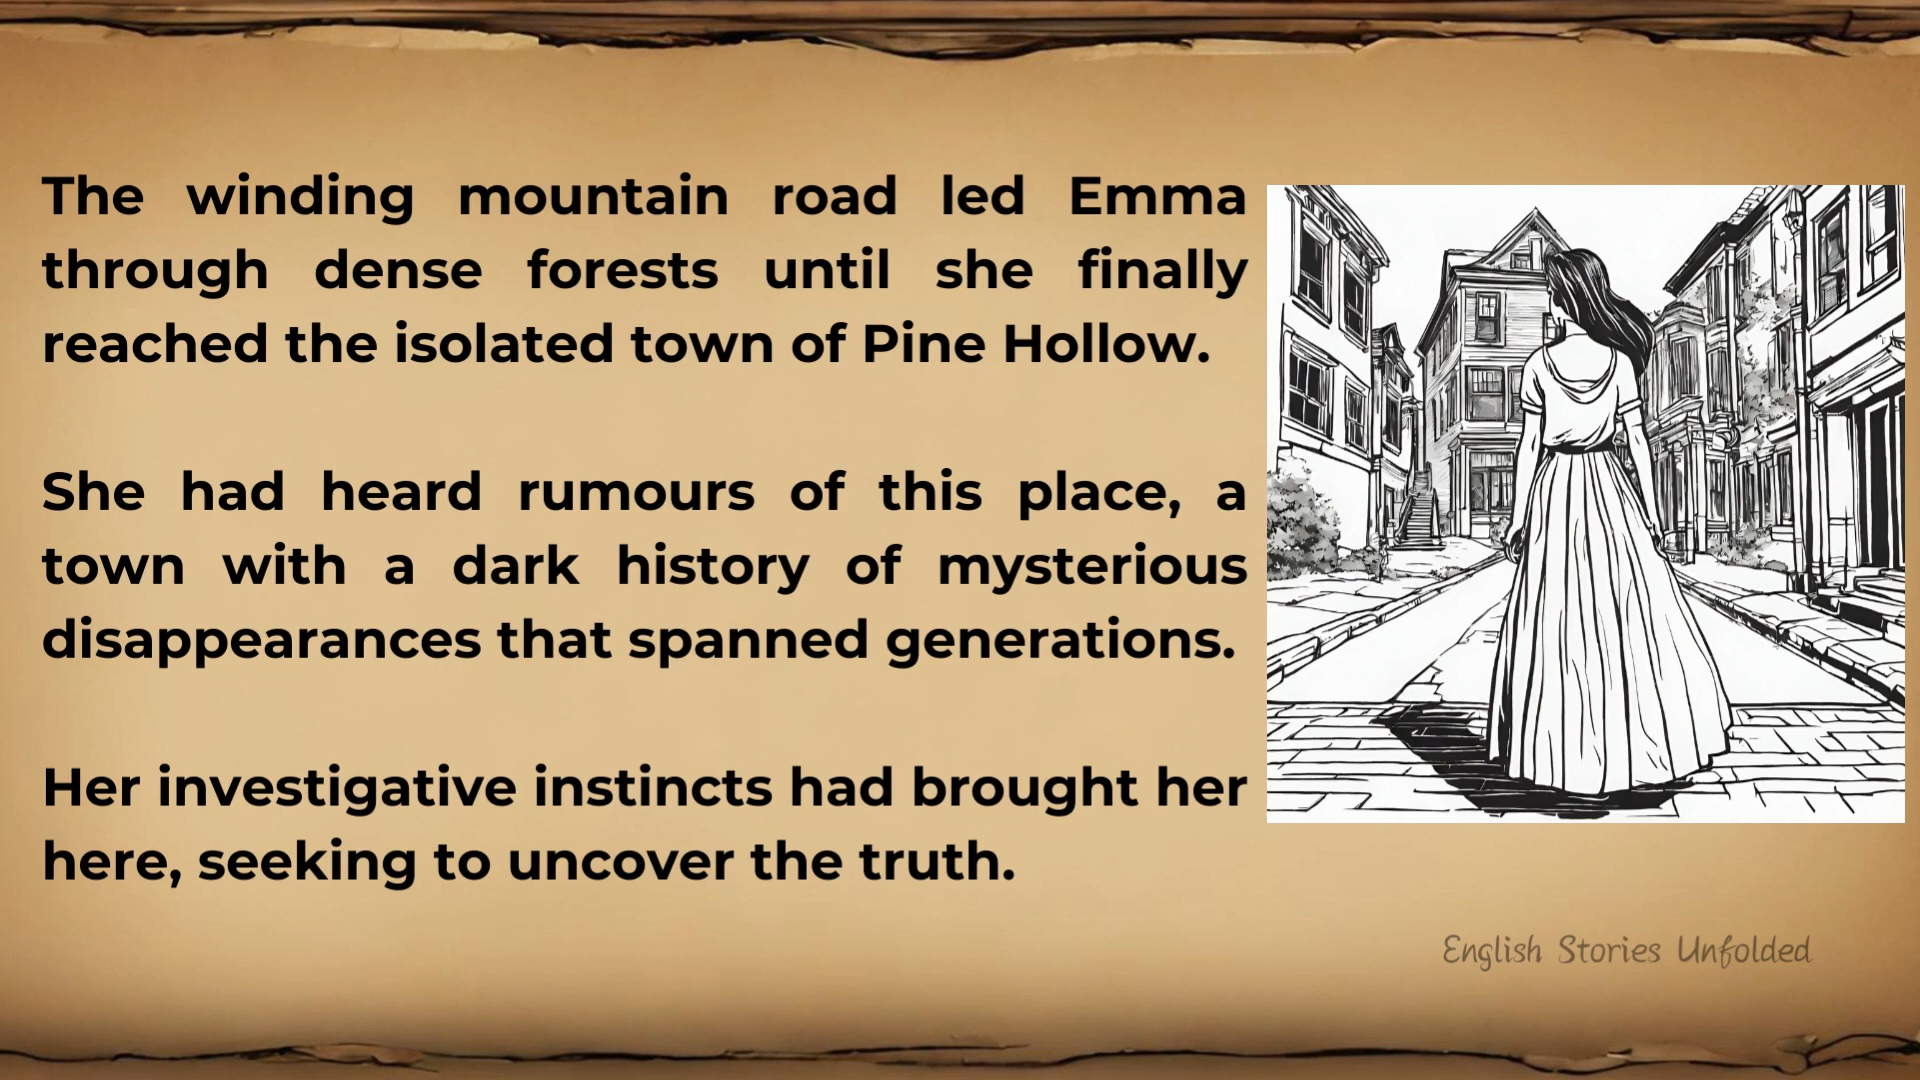 The winding mountain road led Emma
through dense forests until she finally
reached the isolated town of Pine Hollow.
She had heard rumours of this place, a
town with a dark history of mysterious
disappearances that spanned generations.
Her investigative instincts had brought her
here, seeking to uncover the truth.
English Stories Unfolded